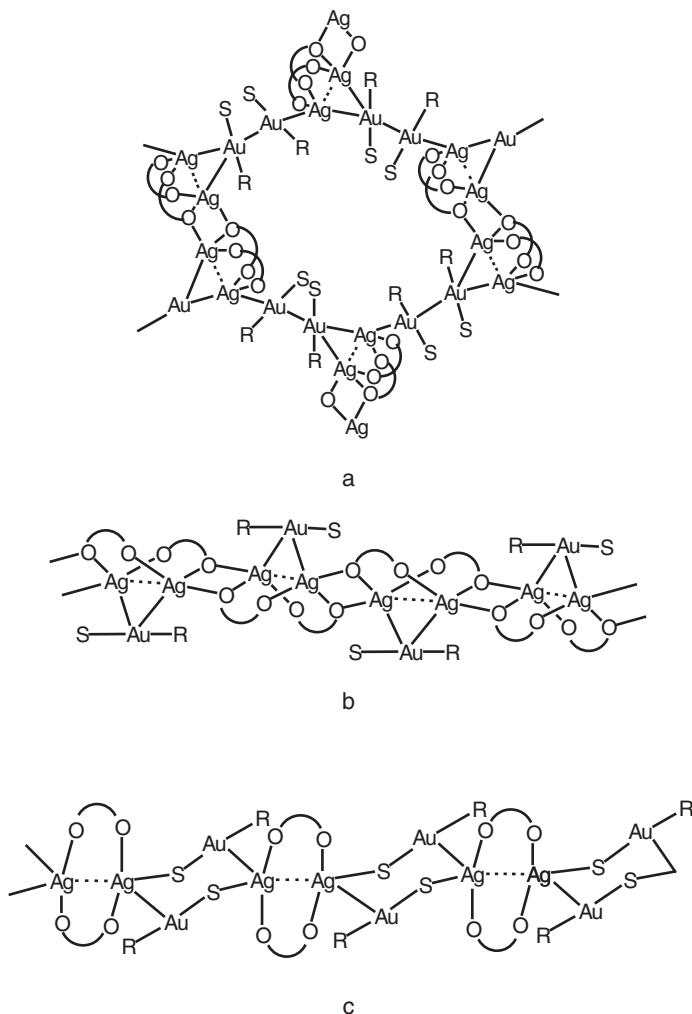 Ag
O O
O Ag
O R
S O R
S Ag Au
Au Au
Au R S Au
O Ag S Ag
O R O
O Ag O Ag
O O
O O
Ag O Ag O
R O
O S O
Ag O S R Au Ag
Au Au Au
R Au Ag S
R O O S
Ag O
O O
Ag
a
R Au S
R Au S
O O O O O O O O
Ag Ag Ag Ag Ag Ag Ag Ag
O O O O O O O O
S Au R
S Au R
b
R R R
O O Au O O Au O O Au
Ag Ag S Ag Ag S Ag Ag S
S S S
O O Au O O Au O O Au
R R R
c